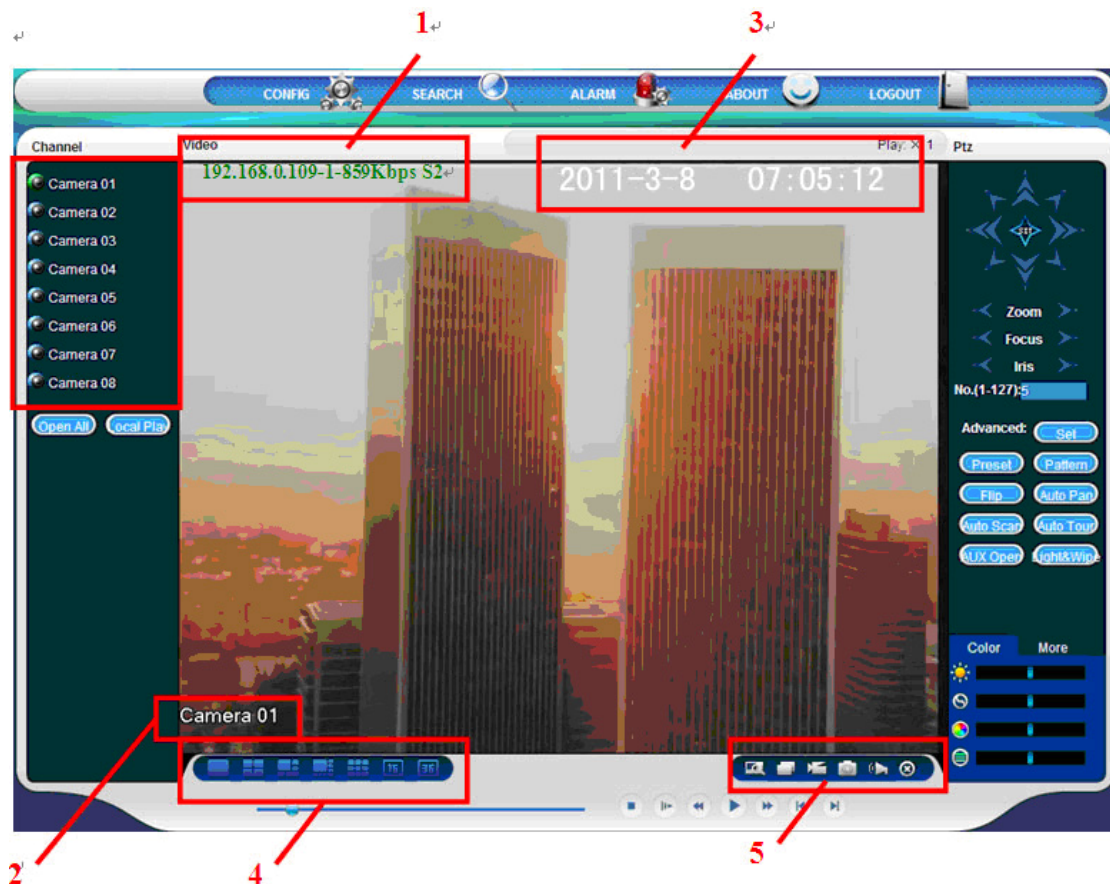 1 3
CONFIG SEARCH ALARM ABOUT LOGOUT
Channel Video Play: X 1 Ptz
192.168.0.109-1-859Kbps S2
2011-3-8 07:05:12
Camera 01
Camera 02
Camera 03
Camera 04
Camera 05
Camera 06
Camera 07
Camera 08
Open All ocal Play
Zoom
Focus
Iris
No.(1-127):5
Advanced: Set
Preset Pattern
Flip Auto Pan
Auto Scan Auto Tour
AUX Open Light&Wipe
Color More
Camera 01
16 36
2 4 5